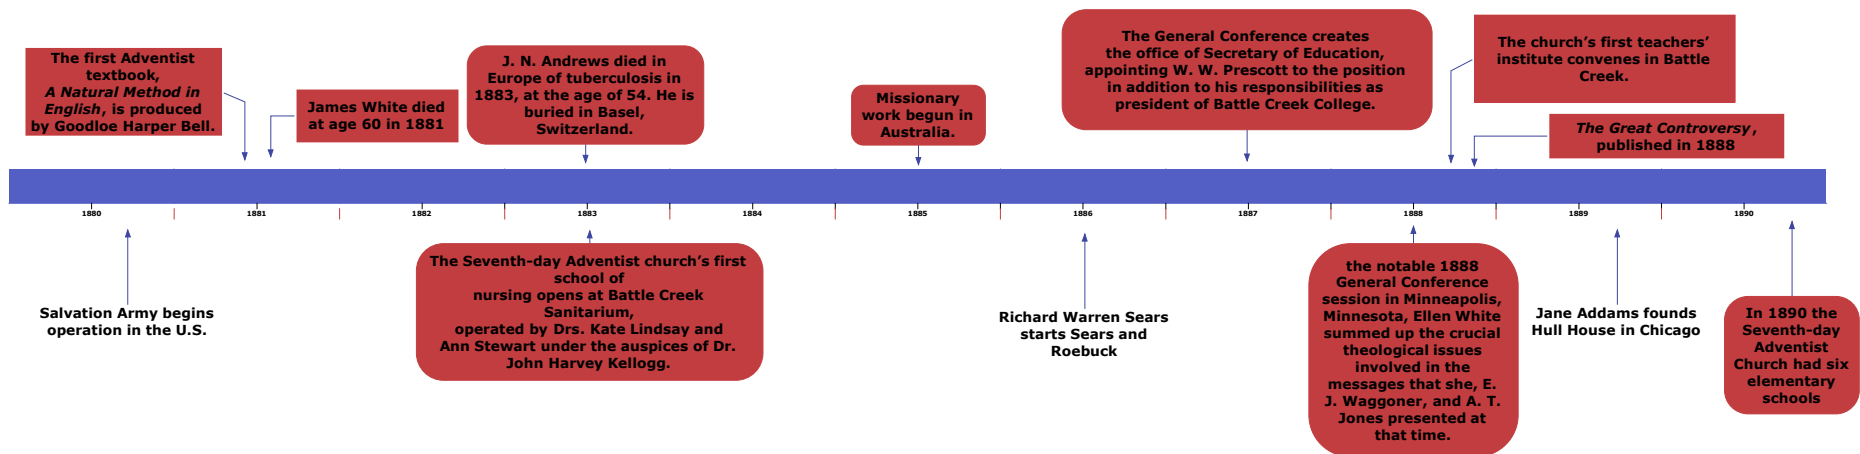 The first Adventist
textbook,
A Natural Method in
English, is produced
by Goodloe Harper Bell.
James White died
at age 60 in 1881
J. N. Andrews died in
Europe of tuberculosis in
1883, at the age of 54. He is
buried in Basel,
Switzerland.
Missionary
work begun in
Australia.
The General Conference creates
the office of Secretary of Education,
appointing W. W. Prescott to the position
in addition to his responsibilities as
president of Battle Creek College.
The church’s first teachers’
institute convenes in Battle
Creek.
The Great Controversy,
published in 1888
1880
1881
1882
1883
1884
1885
1886
1887
1888
1889
1890
Salvation Army begins
operation in the U.S.
The Seventh-day Adventist church’s first
school of
nursing opens at Battle Creek
Sanitarium,
operated by Drs. Kate Lindsay and
Ann Stewart under the auspices of Dr.
John Harvey Kellogg.
Richard Warren Sears
starts Sears and
Roebuck
the notable 1888
General Conference
session in Minneapolis,
Minnesota, Ellen White
summed up the crucial
theological issues
involved in the
messages that she, E.
J. Waggoner, and A. T.
Jones presented at
that time.
Jane Addams founds
Hull House in Chicago
In 1890 the
Seventh-day
Adventist
Church had six
elementary
schools